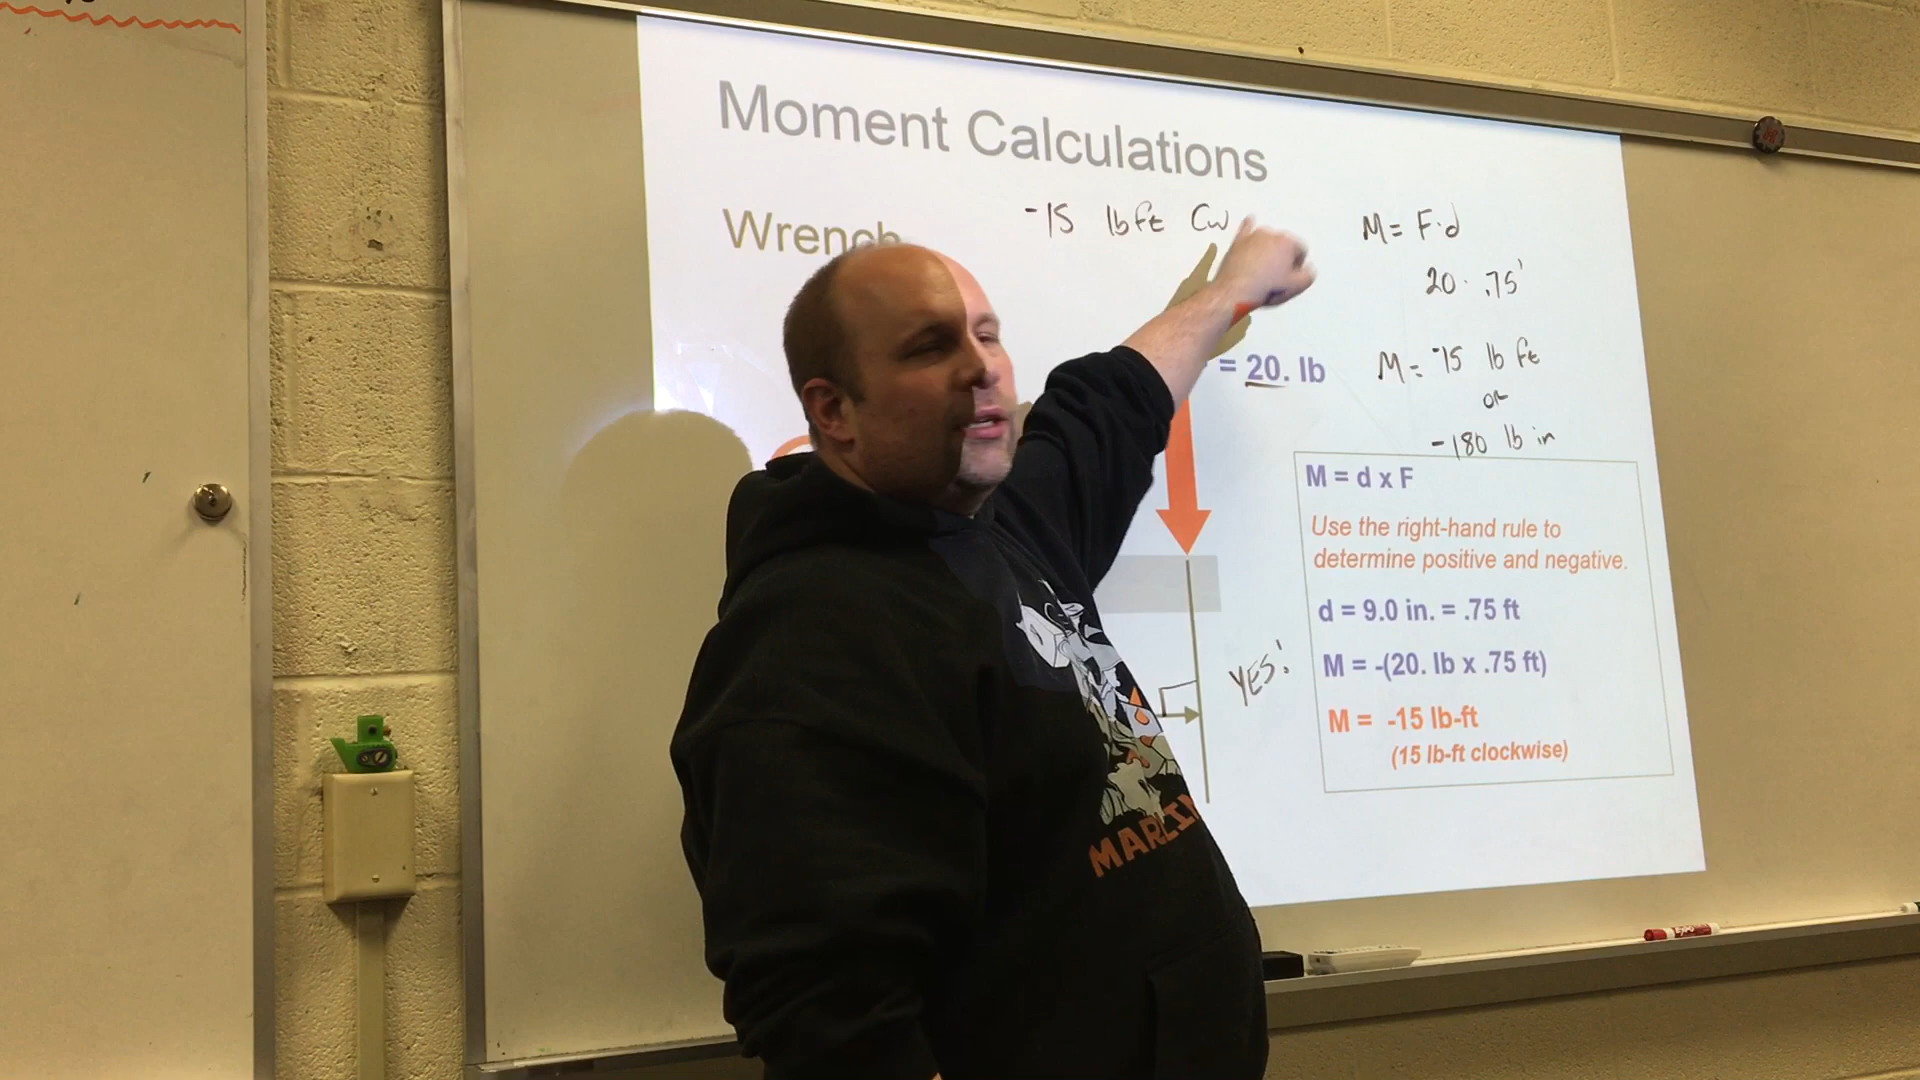 Moment Calculations
Wrench
-15 lb ft CW
M = F·d
20 · .75'
= 20. lb
M = -15 lb ft
or
-180 lb in
M = d x F
Use the right-hand rule to
determine positive and negative.
d = 9.0 in. = .75 ft
M = -(20. lb x .75 ft)
M = -15 lb-ft
(15 lb-ft clockwise)
YES!
EXPO